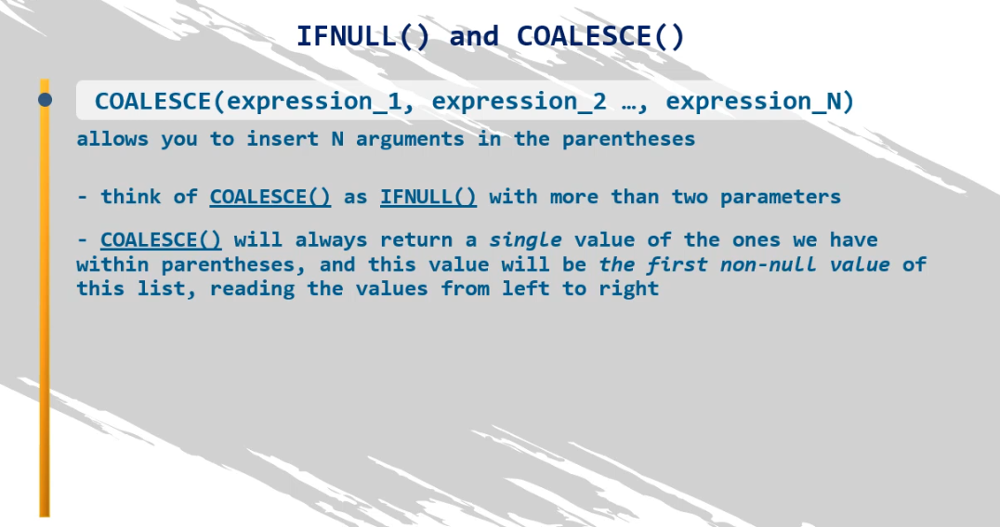 IFNULL() and COALESCE()
COALESCE(expression_1, expression_2 …, expression_N)
allows you to insert N arguments in the parentheses
- think of COALESCE() as IFNULL() with more than two parameters
- COALESCE() will always return a single value of the ones we have
within parentheses, and this value will be the first non-null value of
this list, reading the values from left to right